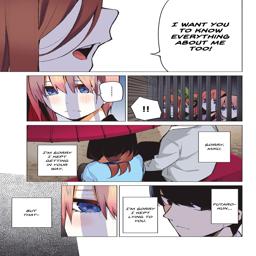 I WANT YOU
TO KNOW
EVERYTHING
ABOUT ME
TOO!
...
!!
SORRY,
MIKU.
I'M SORRY
I KEPT
GETTING IN
YOUR WAY.
FUTARO-
KUN...
I'M SORRY
I KEPT
LYING TO
YOU.
BUT
THAT-